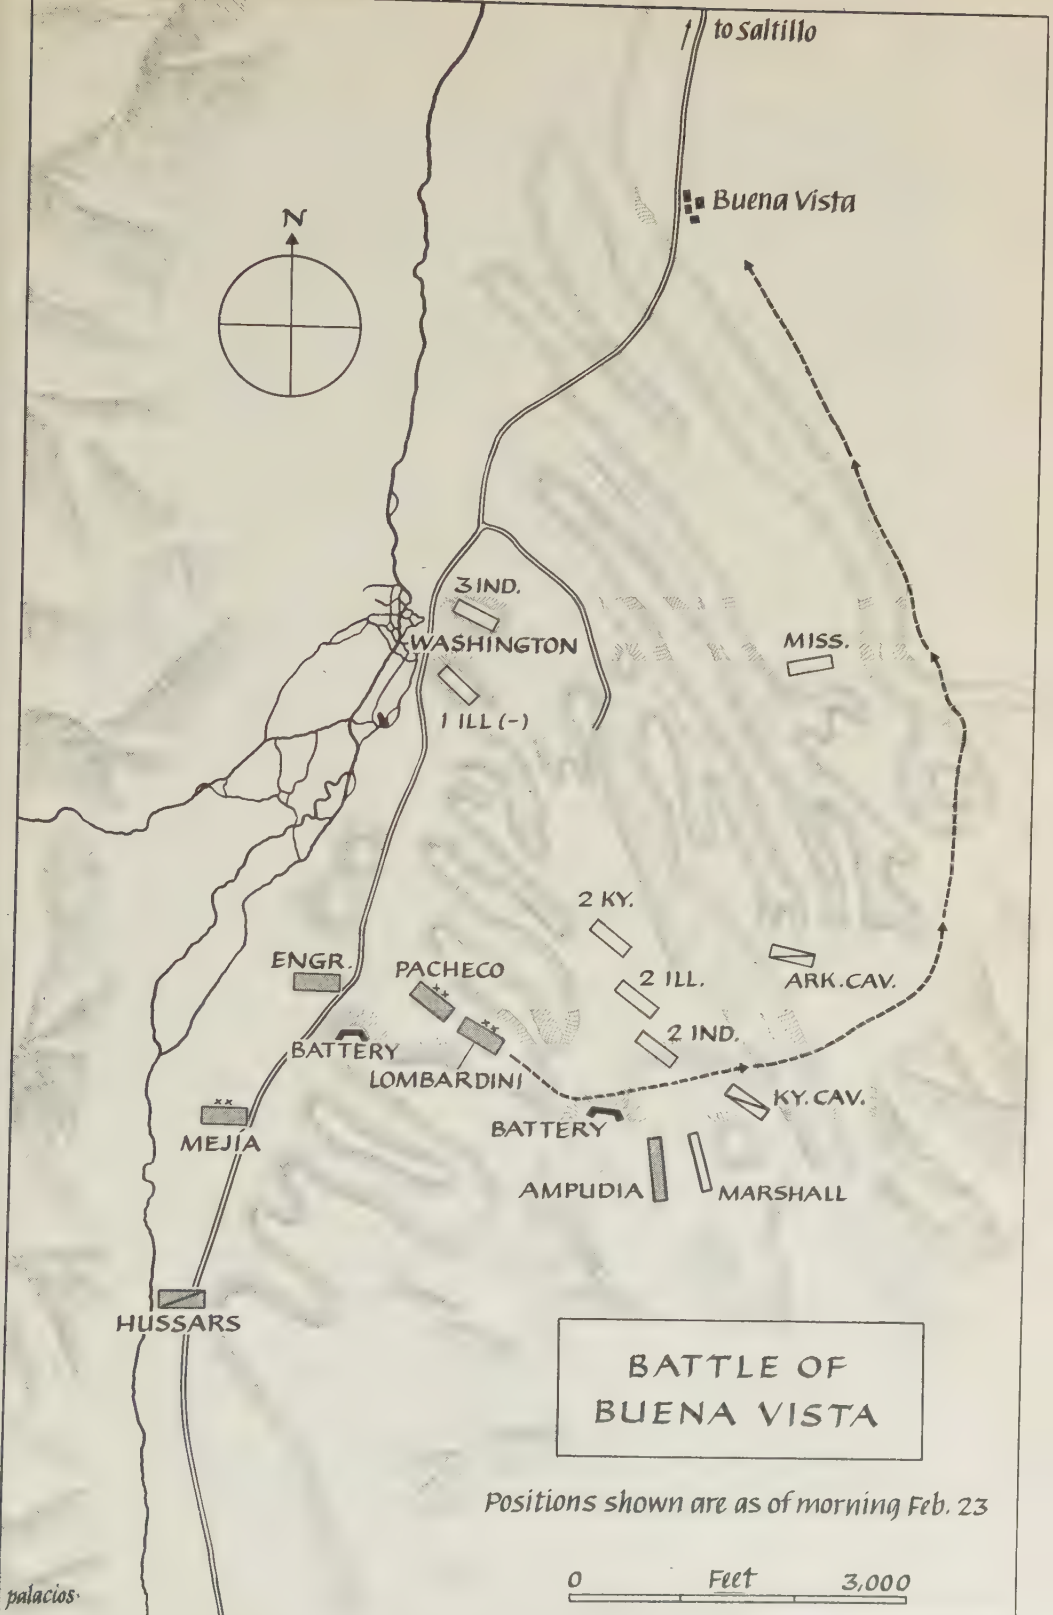 to Saltillo
Buena Vista
N
3 IND.
WASHINGTON
MISS.
1 ILL (-)
2 KY.
ENGR.
PACHECO
2 ILL.
ARK. CAV.
2 IND.
BATTERY
LOMBARDINI
KY. CAV.
BATTERY
MEJÍA
AMPUDIA
MARSHALL
HUSSARS
BATTLE OF
BUENA VISTA
Positions shown are as of morning Feb. 23
0 Feet 3,000
palacios.